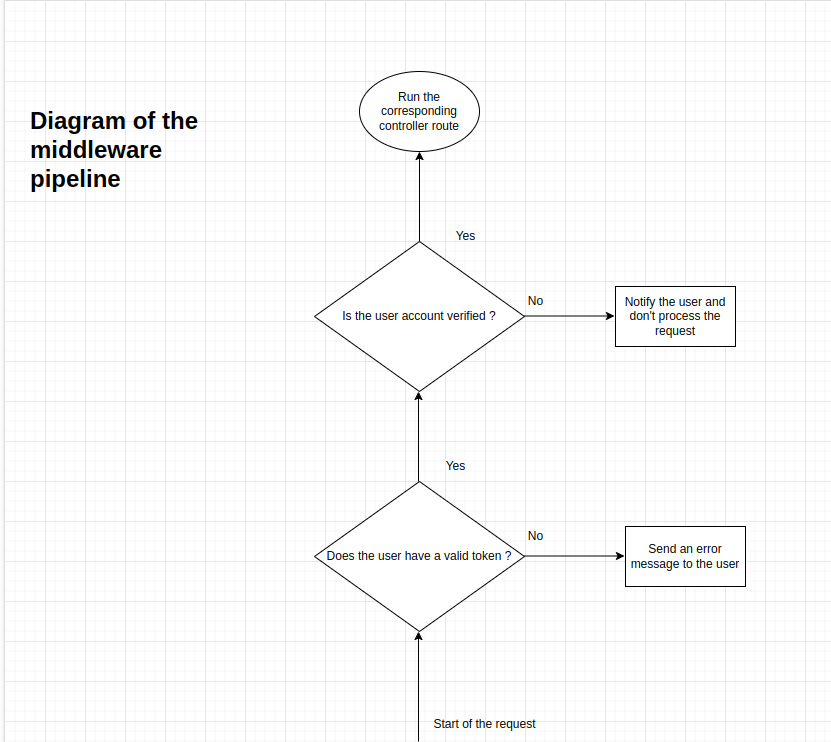 Diagram of the
middleware
pipeline
Run the
corresponding
controller route
Yes
Is the user account verified ?
No
Notify the user and
don't process the
request
Yes
Does the user have a valid token ?
No
Send an error
message to the user
Start of the request